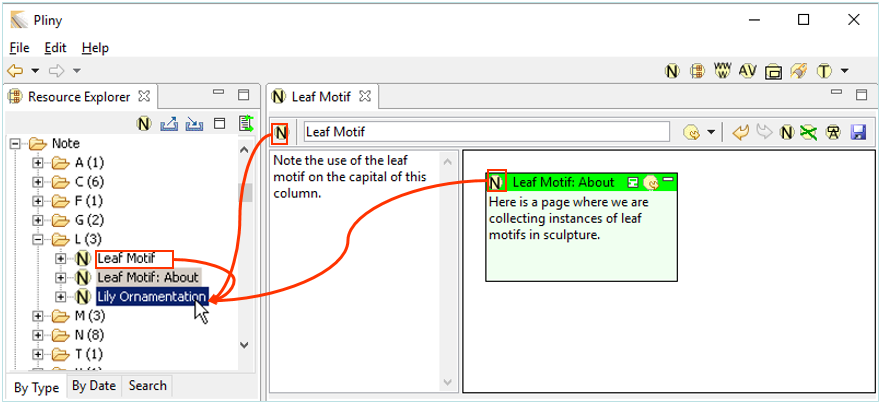 Pliny
File Edit Help
N WW W AV T
Resource Explorer
N
Note
A (1)
C (6)
F (1)
G (2)
L (3)
N Leaf Motif
N Leaf Motif: About
N Lily Ornamentation
M (3)
N (8)
T (1)
By Type By Date Search
N Leaf Motif
N Leaf Motif N
Note the use of the leaf
motif on the capital of this
column.
N Leaf Motif: About
Here is a page where we are
collecting instances of leaf
motifs in sculpture.